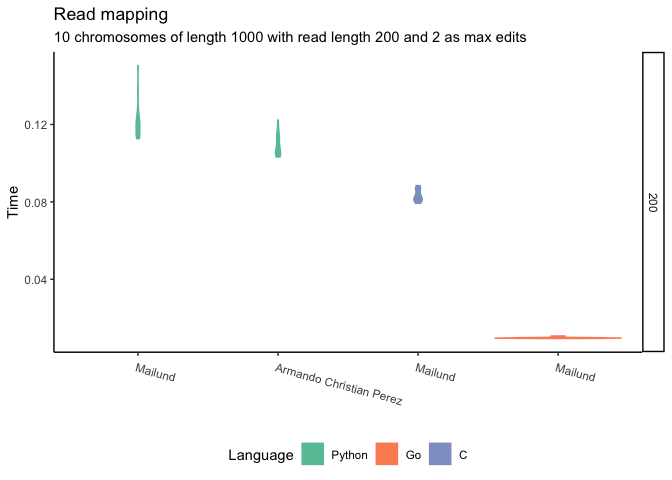 Read mapping
10 chromosomes of length 1000 with read length 200 and 2 as max edits
Time
0.12
0.08
0.04
200
Mailund
Armando Christian Perez
Mailund
Mailund
Language Python Go C